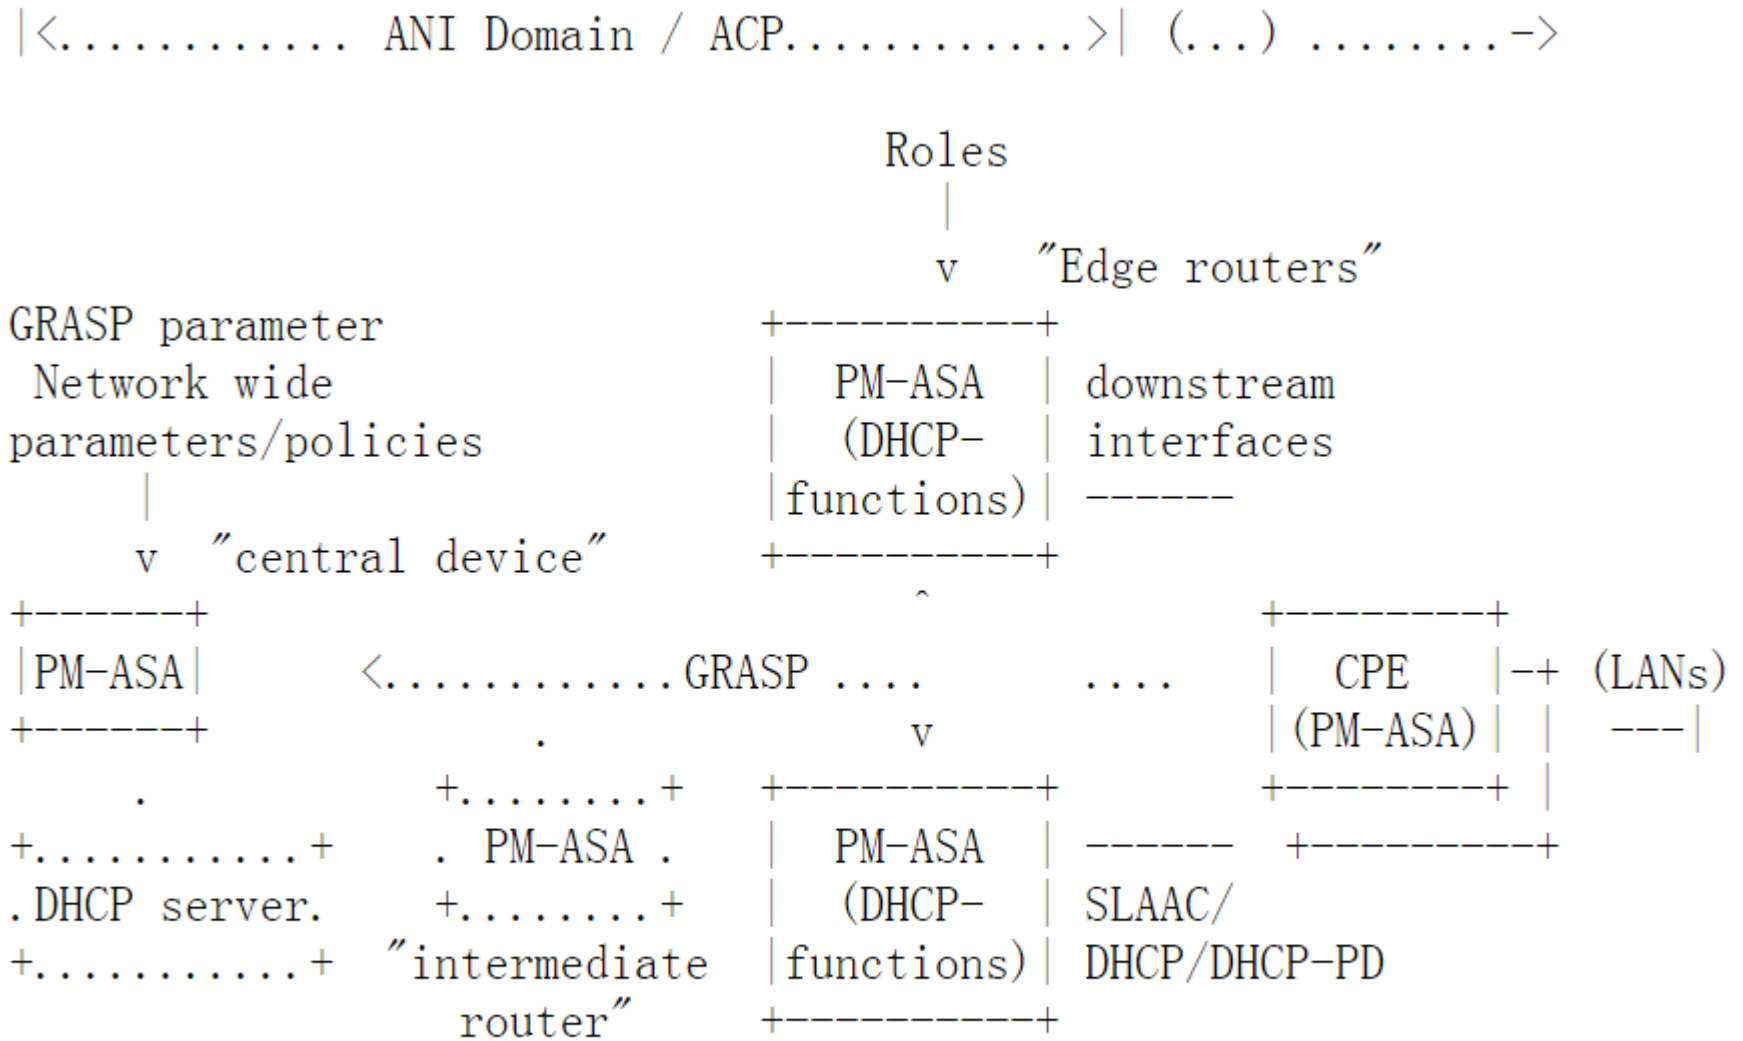 |<............ ANI Domain / ACP............>| (...) ........->
Roles
|
v "Edge routers"
GRASP parameter +----------+
Network wide | PM-ASA | downstream
parameters/policies | (DHCP- | interfaces
| |functions)| ------
v "central device" +----------+
+------+ ^ +--------+
|PM-ASA| <............GRASP .... .... | CPE |-+ (LANs)
+------+ . v |(PM-ASA)| | ---|
. +........+ +----------+ +--------+ |
+...........+ . PM-ASA . | PM-ASA | ------ +---------+
.DHCP server. +........+ | (DHCP- | SLAAC/
+...........+ "intermediate |functions)| DHCP/DHCP-PD
router" +----------+